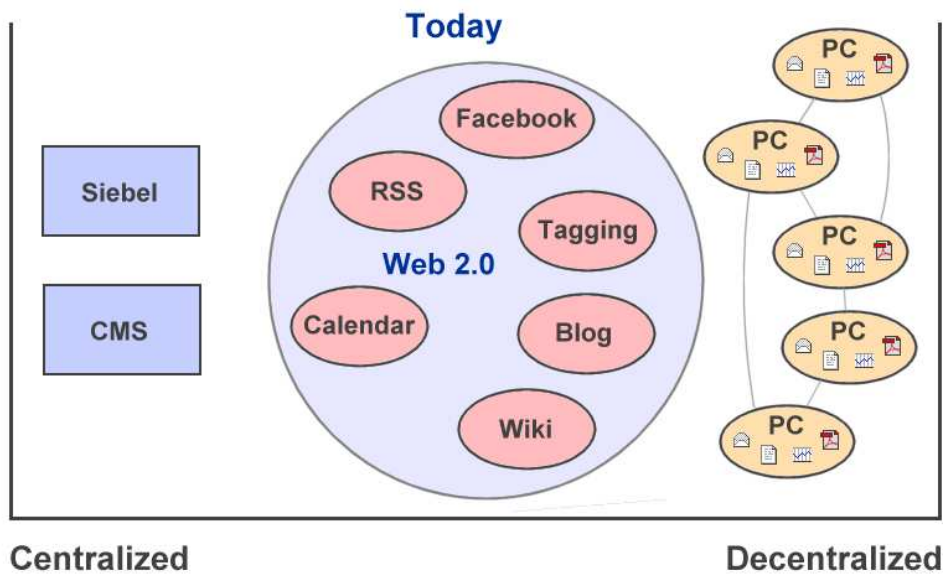 Today
Siebel
CMS
Facebook
RSS
Tagging
Web 2.0
Calendar
Blog
Wiki
PC
PC
PC
PC
PC
Centralized
Decentralized